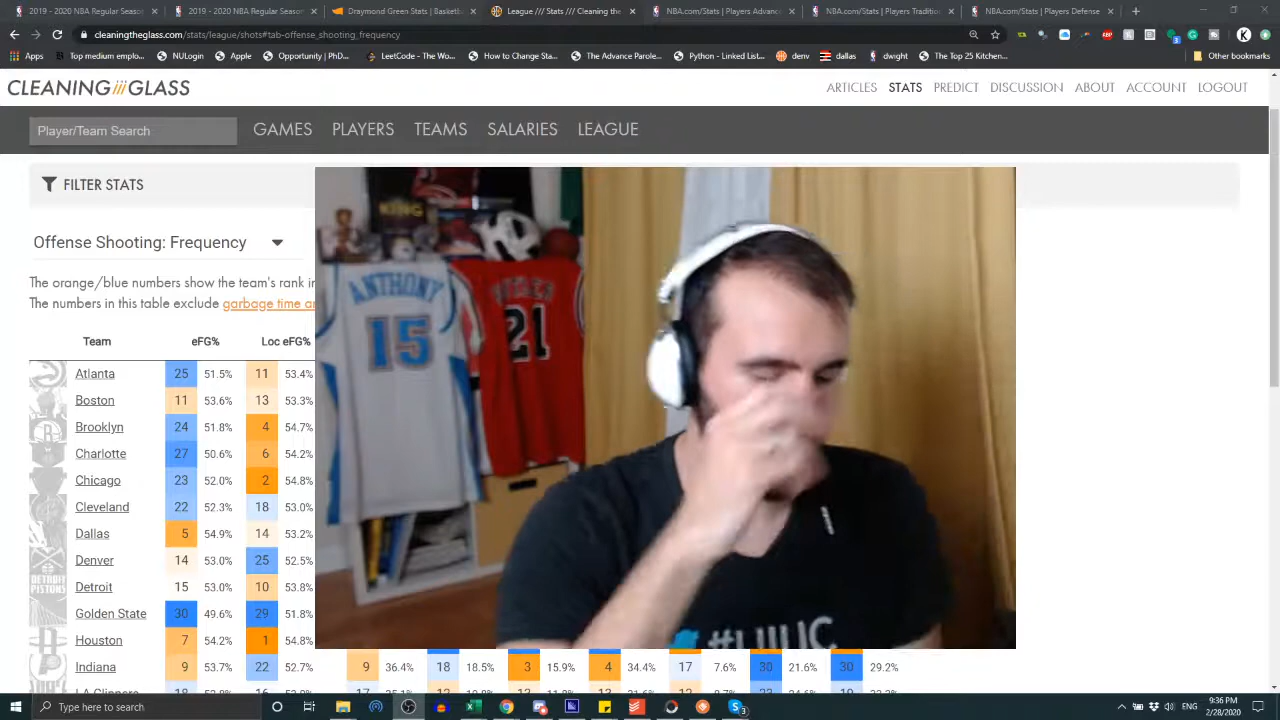 2019 - 2020 NBA Seaso
2019 - 2020 NBA Regul
Draymond Green Stats | Basketb
League /// Stats /// Cleaning the
NBA.com/Stats | Players Advanc
NBA.com/Stats | Players Traditio
NBA.com/Stats | Players Defense
cleaningtheglass.com/stats/league/shots#tab-offense_shooting_frequency
Apps Top medium explo... NULogin Apple Opportunity | PhD... LeetCode - The Wo... How to Change Sta... The Advance Parole... Python - Linked List... denv dallas dwight The Top 25 Kitchen... Other bookmarks
CLEANING THE GLASS
ARTICLES STATS PREDICT DISCUSSION ABOUT ACCOUNT LOGOUT
Player/Team Search GAMES PLAYERS TEAMS SALARIES LEAGUE
FILTER STATS
Offense Shooting: Frequency
The orange/blue numbers show the team's rank in
The numbers in this table exclude garbage time an
Team eFG% Loc eFG%
Atlanta 25 51.5% 11 53.4%
Boston 11 53.6% 13 53.3%
Brooklyn 24 51.8% 4 54.7%
Charlotte 27 50.6% 6 54.2%
Chicago 23 52.0% 2 54.8%
Cleveland 22 52.3% 18 53.0%
Dallas 5 54.9% 14 53.2%
Denver 14 53.0% 25 52.5%
Detroit 15 53.0% 10 53.8%
Golden State 30 49.6% 29 51.8%
Houston 7 54.2% 1 54.8%
Indiana 9 53.7% 22 52.7% 9 36.4% 18 18.5% 3 15.9% 4 34.4% 17 7.6% 30 21.6% 30 29.2%
LA Clippers
KING
ANTHONY
15
21
Type here to search
ENG
9:36 PM
2/28/2020